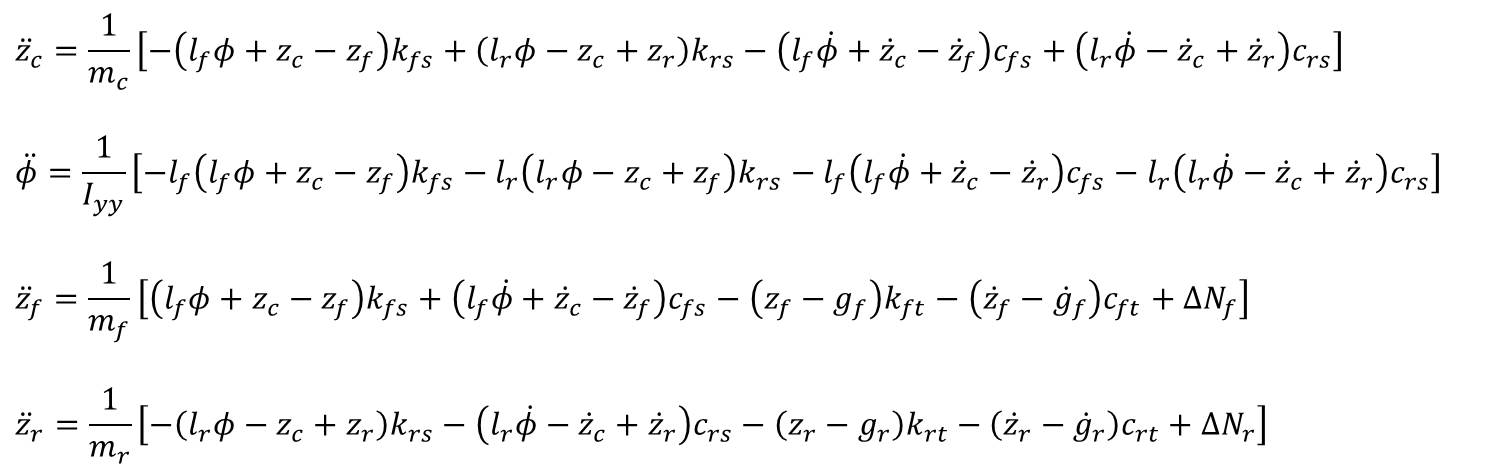 z̈_c = 1/m_c [−(l_f ϕ + z_c − z_f)k_fs + (l_r ϕ − z_c + z_r)k_rs − (l_f ϕ̇ + ż_c − ż_f)c_fs + (l_r ϕ̇ − ż_c + ż_r)c_rs]
ϕ̈ = 1/I_yy [−l_f(l_f ϕ + z_c − z_f)k_fs − l_r(l_r ϕ − z_c + z_f)k_rs − l_f(l_f ϕ̇ + ż_c − ż_r)c_fs − l_r(l_r ϕ̇ − ż_c + ż_r)c_rs]
z̈_f = 1/m_f [(l_f ϕ + z_c − z_f)k_fs + (l_f ϕ̇ + ż_c − ż_f)c_fs − (z_f − g_f)k_ft − (ż_f − ġ_f)c_ft + ΔN_f]
z̈_r = 1/m_r [−(l_r ϕ − z_c + z_r)k_rs − (l_r ϕ̇ − ż_c + ż_r)c_rs − (z_r − g_r)k_rt − (ż_r − ġ_r)c_rt + ΔN_r]